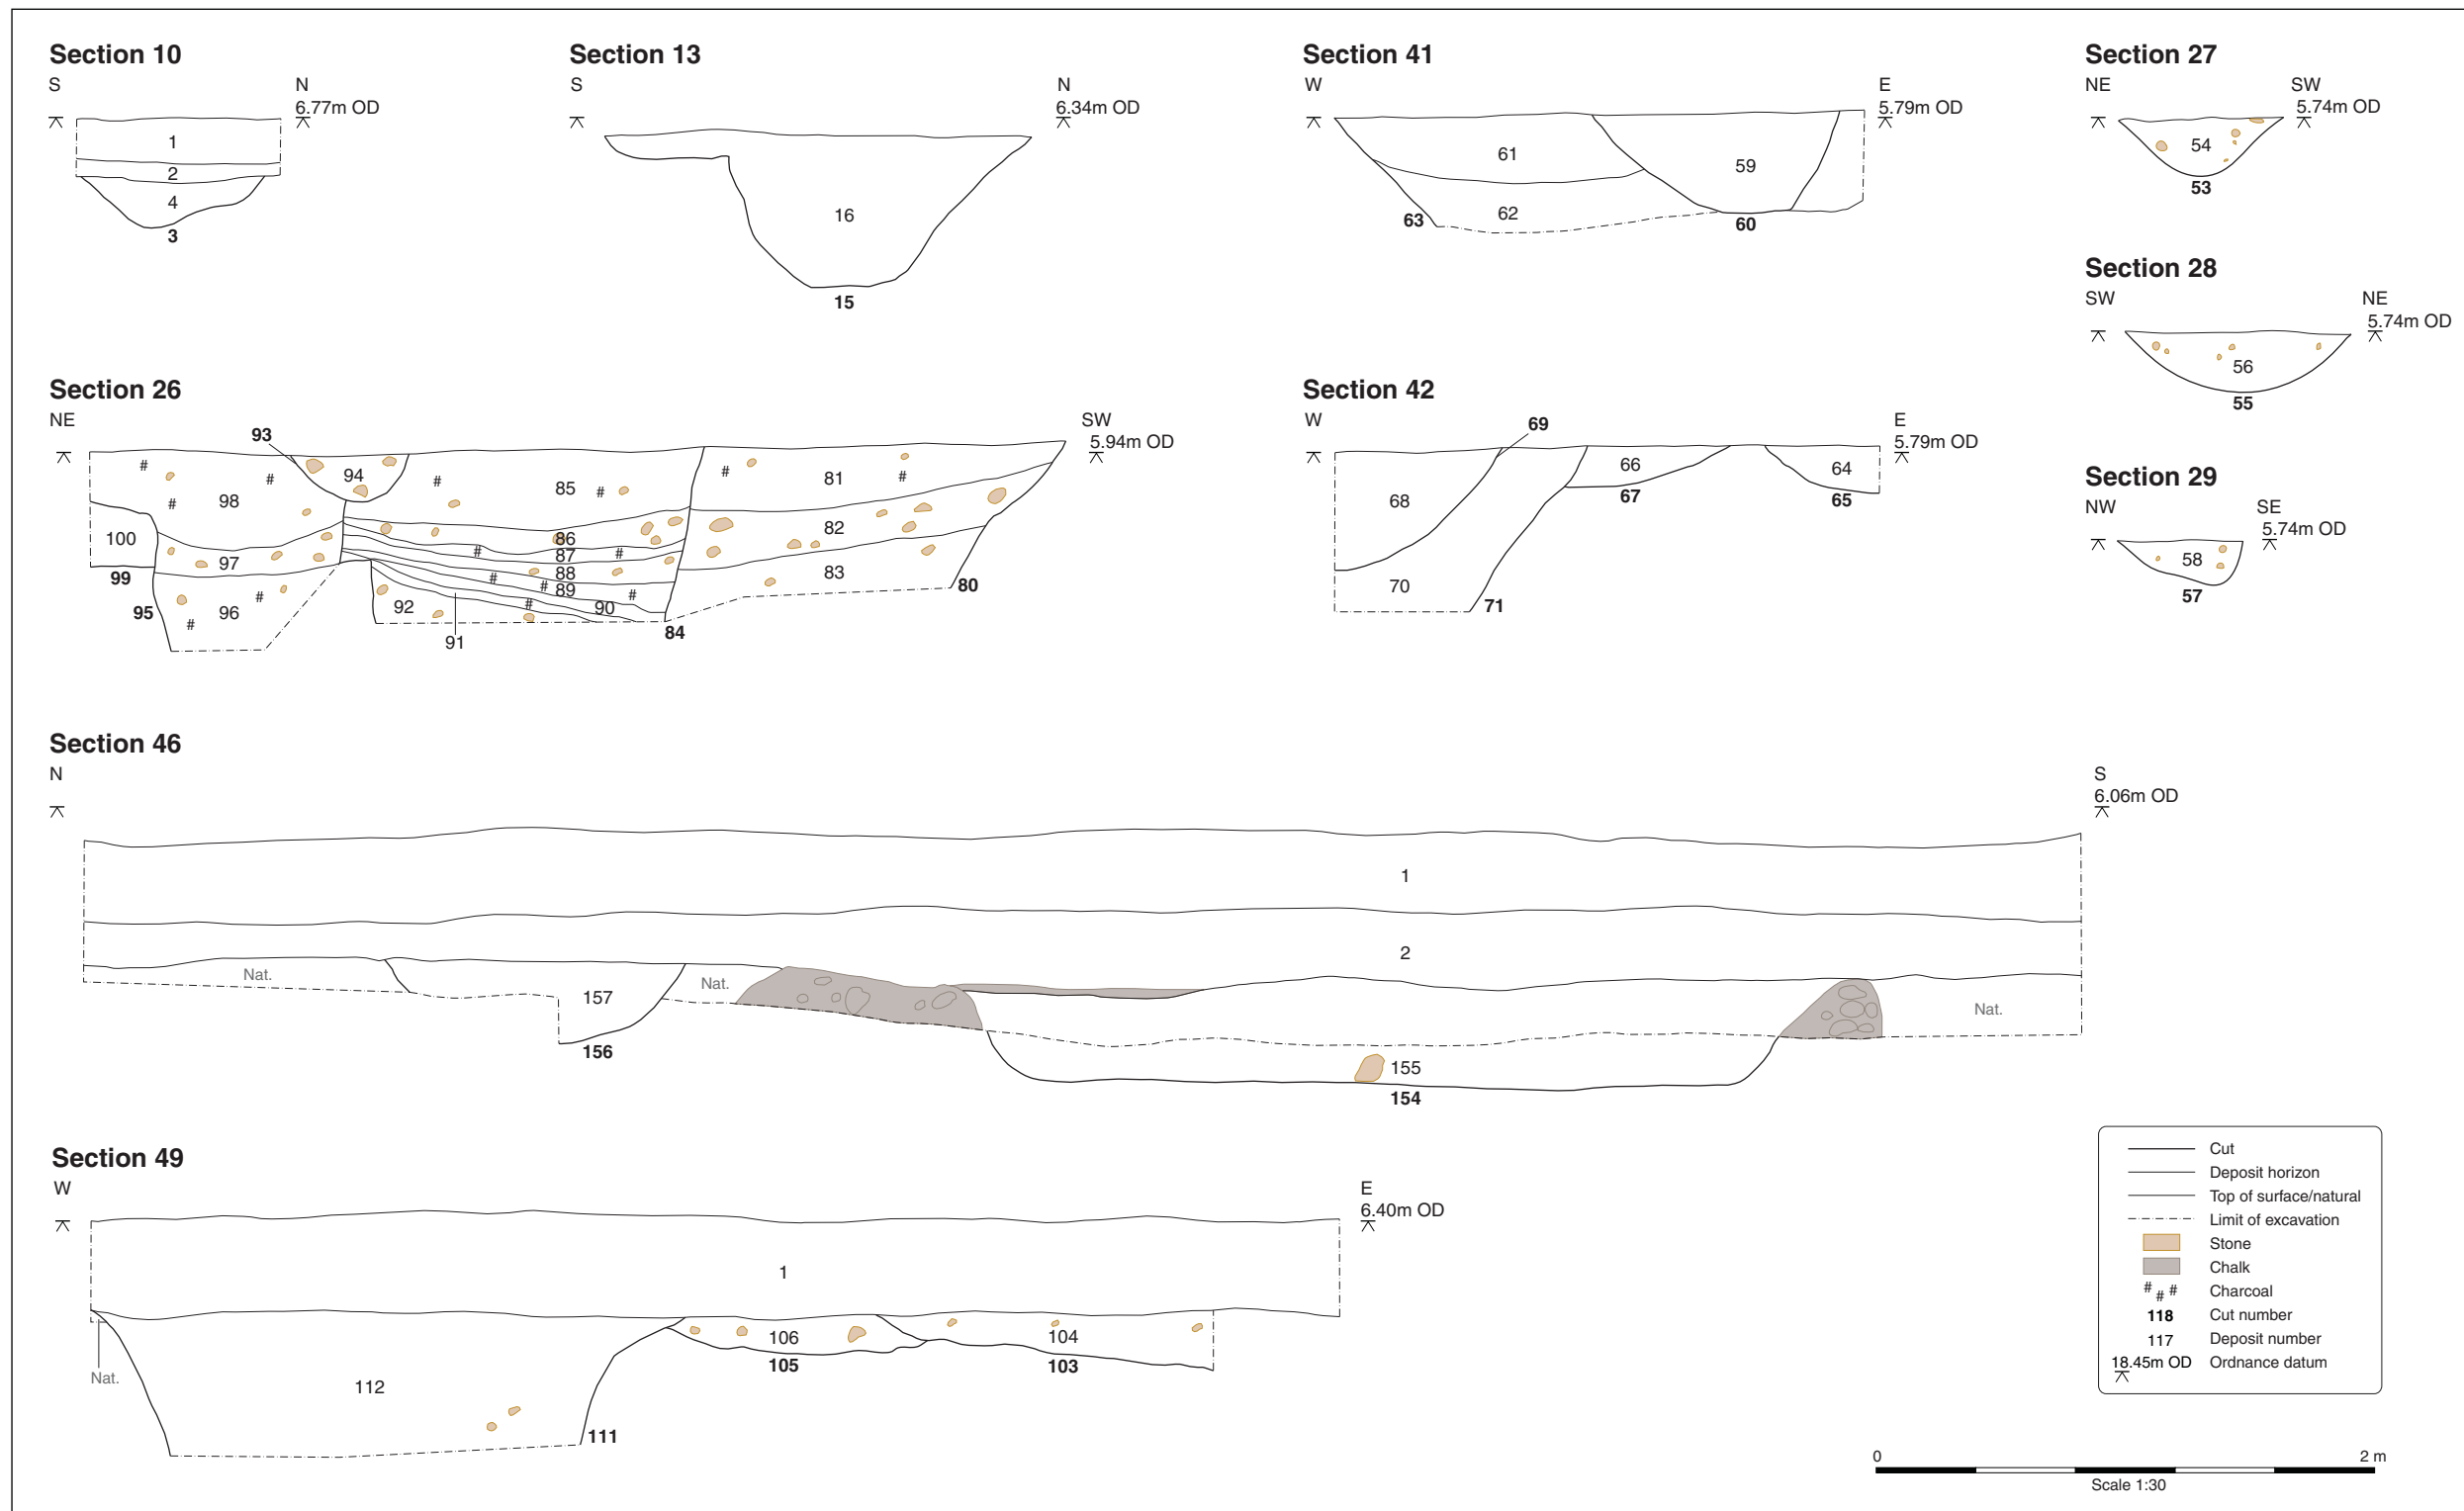 Section 10
S
N
6.77m OD
1
2
4
3
Section 13
S
N
6.34m OD
16
15
Section 41
W
E
5.79m OD
61
59
62
63
60
Section 27
NE
SW
5.74m OD
54
53
Section 28
SW
NE
5.74m OD
56
55
Section 26
NE
SW
5.94m OD
93
94
98
85
81
100
86
82
87
97
88
83
99
89
80
95
96
92
90
84
91
Section 42
W
E
5.79m OD
69
68
66
64
67
65
70
71
Section 29
NW
SE
5.74m OD
58
57
Section 46
N
S
6.06m OD
1
2
Nat.
157
Nat.
Nat.
156
155
154
Section 49
W
E
6.40m OD
1
106
104
105
103
Nat.
112
111
Cut
Deposit horizon
Top of surface/natural
Limit of excavation
Stone
Chalk
# # # Charcoal
118 Cut number
117 Deposit number
18.45m OD Ordnance datum
0 2 m
Scale 1:30